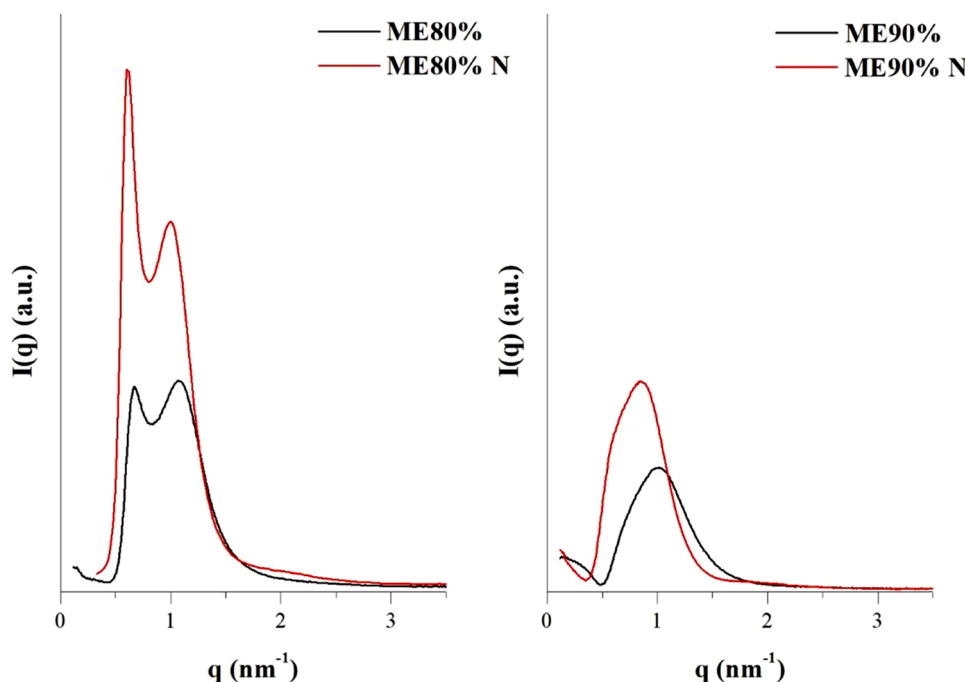 ME80%
ME80% N
I(q) (a.u.)
0
1
2
3
q (nm⁻¹)
ME90%
ME90% N
I(q) (a.u.)
0
1
2
3
q (nm⁻¹)